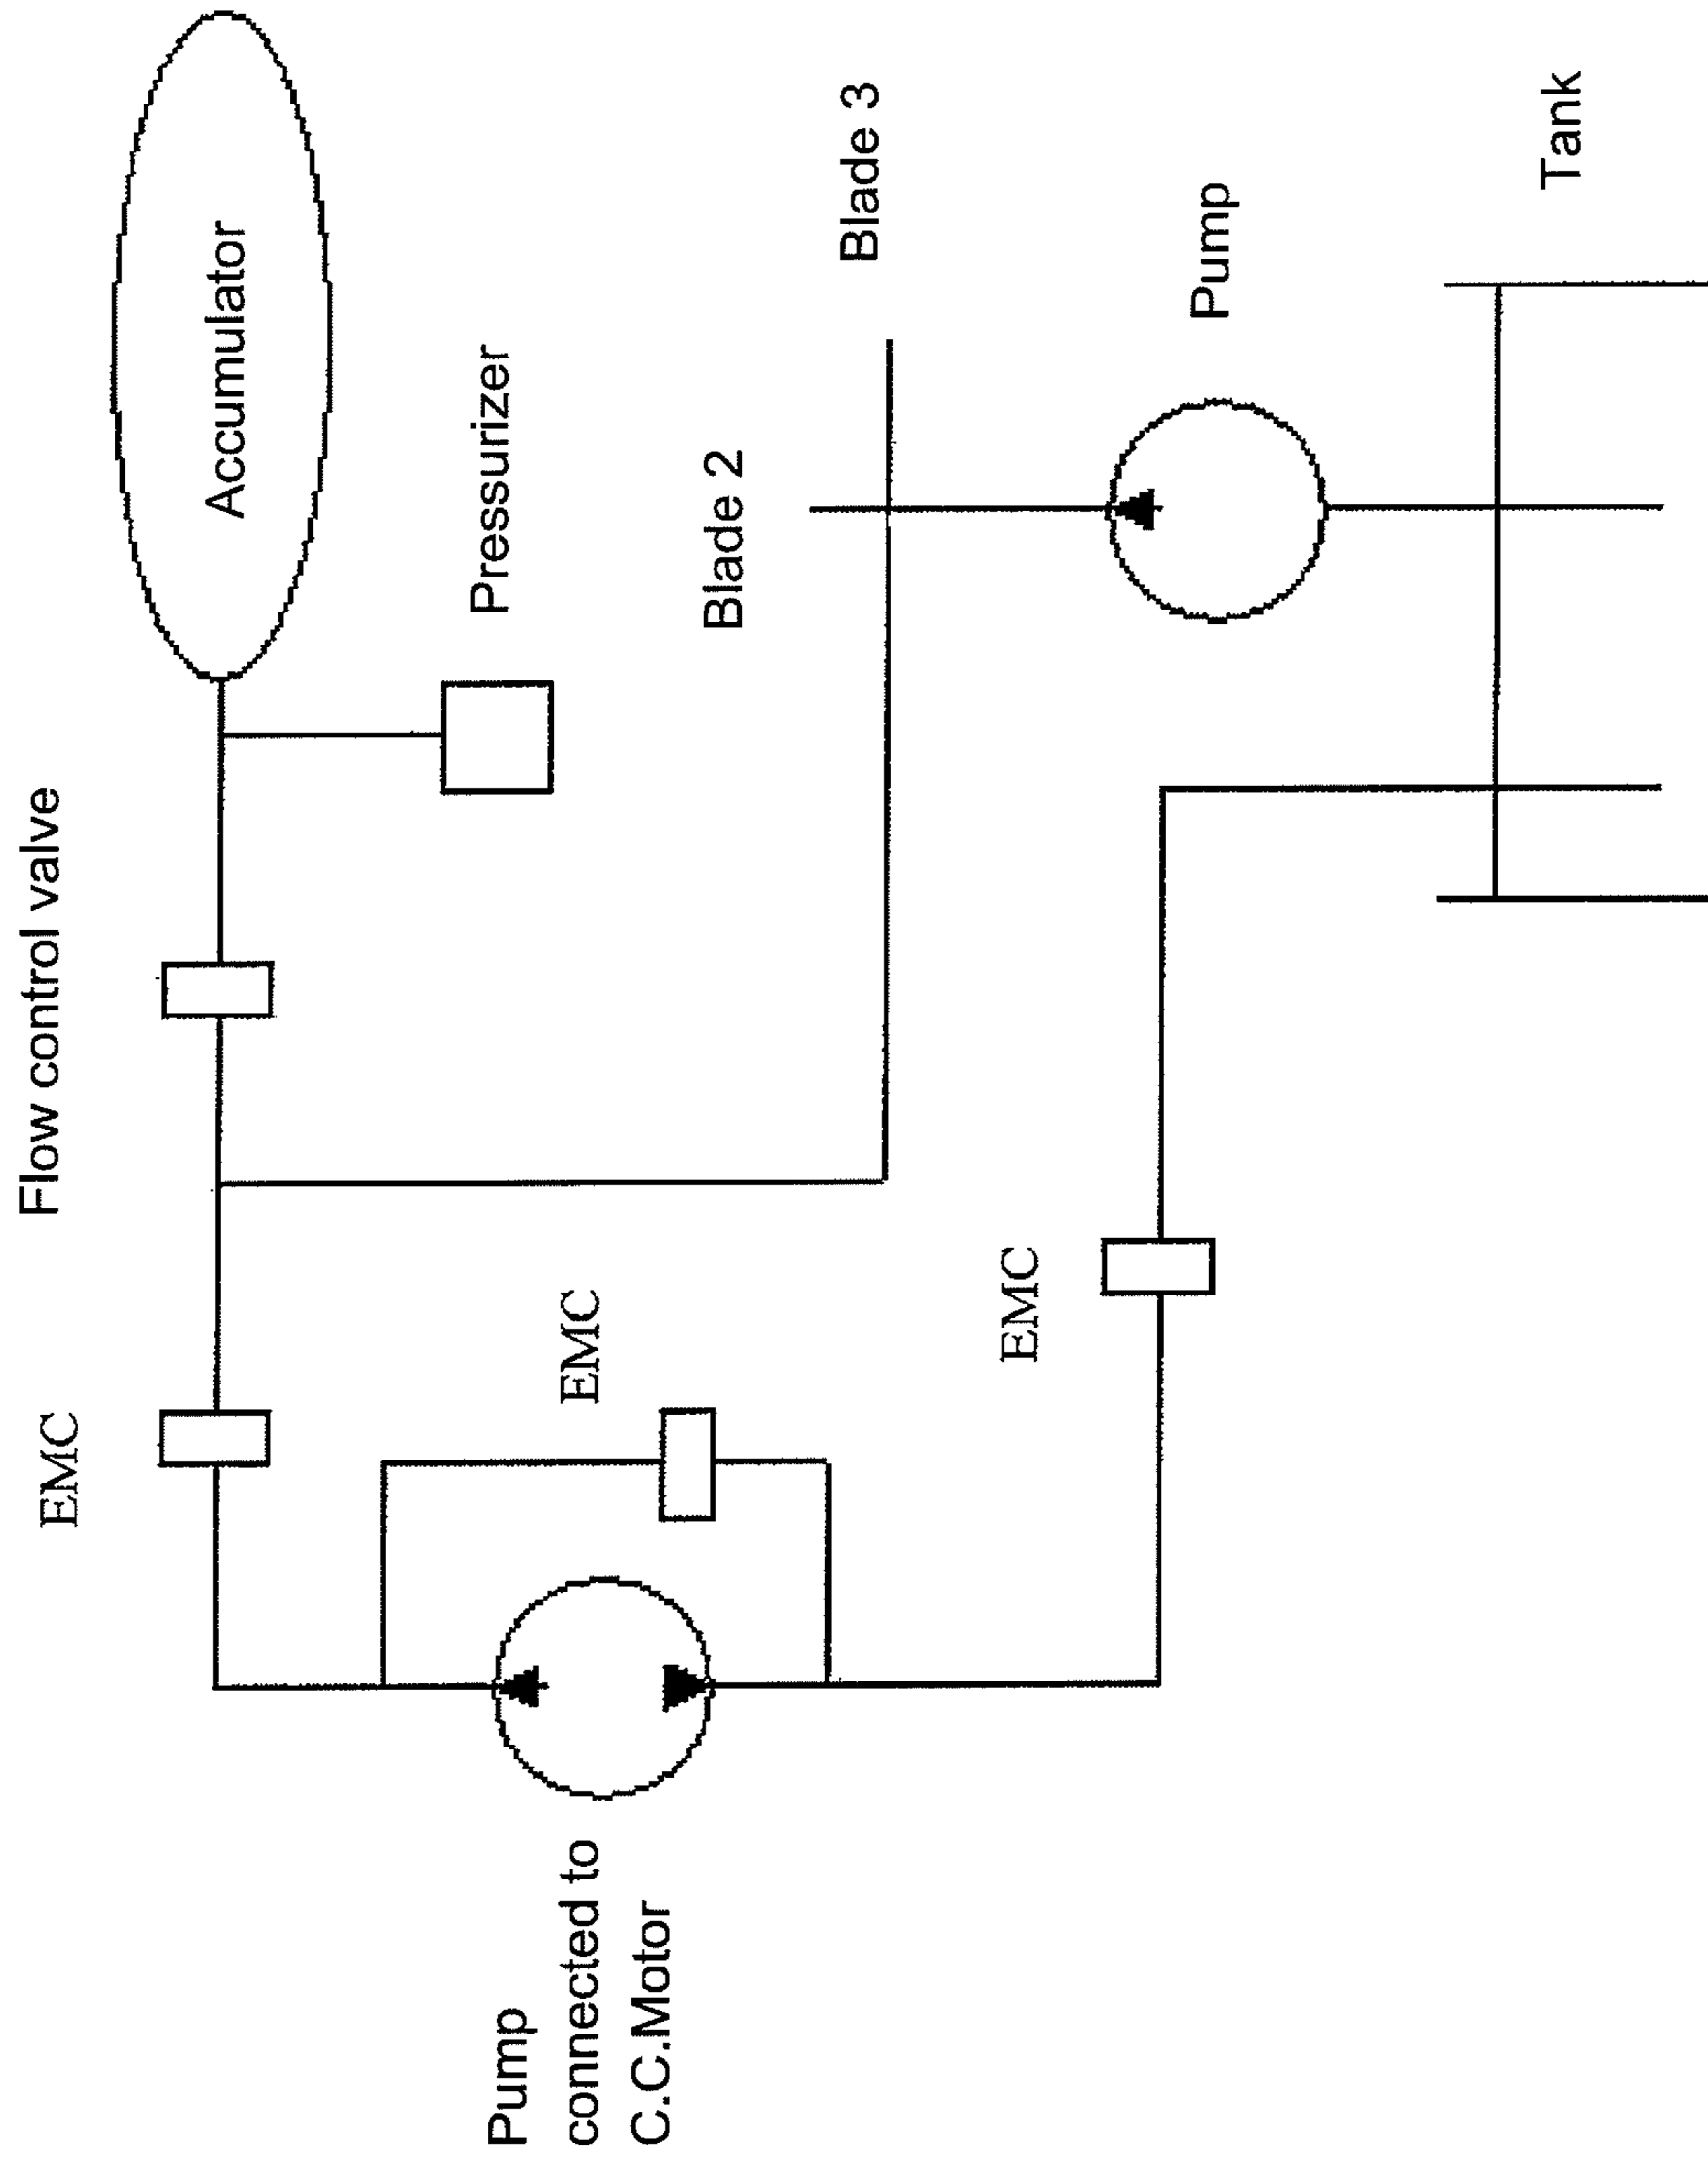 Flow control valve
EMC
Accumulator
Pressurizer
EMC
Pump
connected to
C.C.Motor
Blade 2
Blade 3
EMC
Pump
Tank